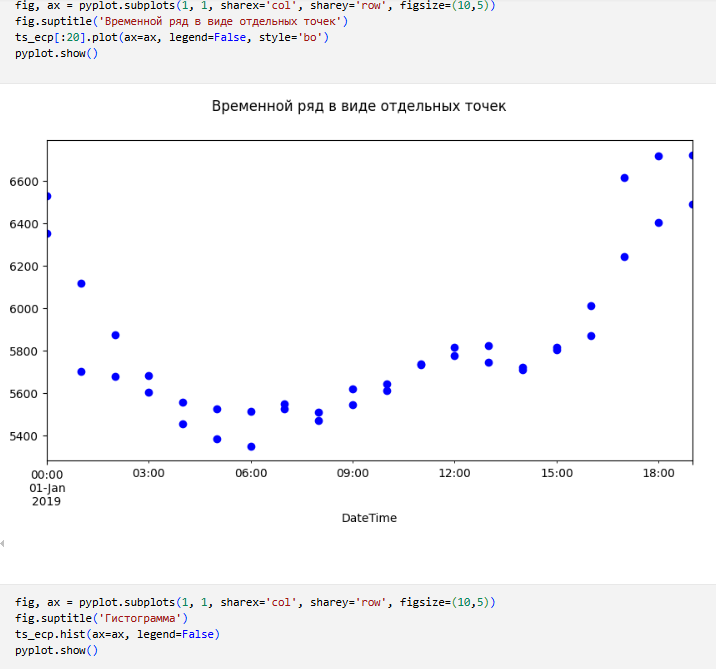 fig, ax = pyplot.subplots(1, 1, sharex='col', sharey='row', figsize=(10,5))
fig.suptitle('Временной ряд в виде отдельных точек')
ts_ecp[:20].plot(ax=ax, legend=False, style='bo')
pyplot.show()
Временной ряд в виде отдельных точек
6600
6400
6200
6000
5800
5600
5400
00:00 03:00 06:00 09:00 12:00 15:00 18:00
01-Jan
2019
DateTime
fig, ax = pyplot.subplots(1, 1, sharex='col', sharey='row', figsize=(10,5))
fig.suptitle('Гистограмма')
ts_ecp.hist(ax=ax, legend=False)
pyplot.show()